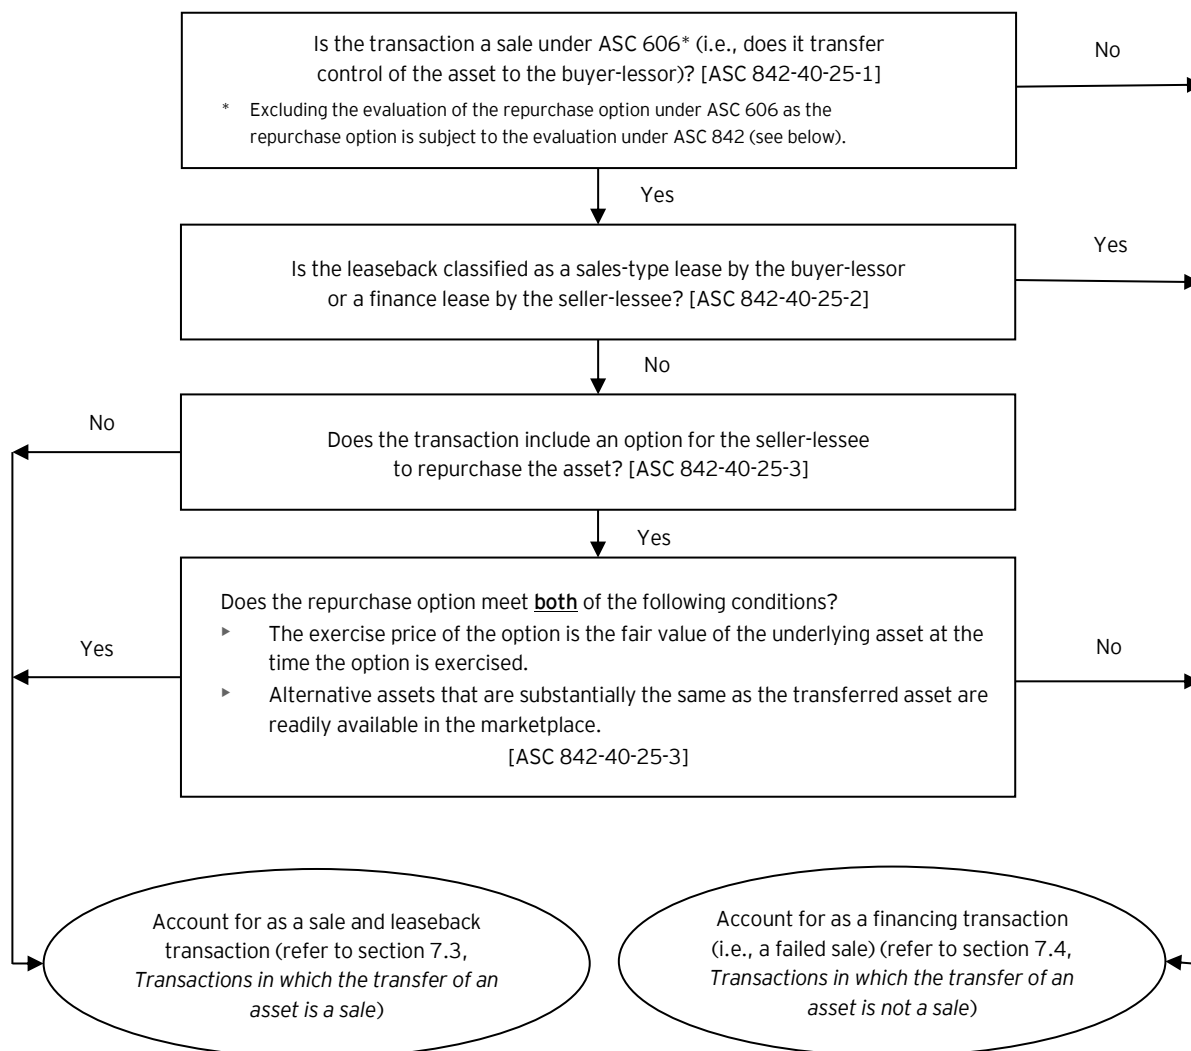 Is the transaction a sale under ASC 606* (i.e., does it transfer
control of the asset to the buyer-lessor)? [ASC 842-40-25-1]
* Excluding the evaluation of the repurchase option under ASC 606 as the
repurchase option is subject to the evaluation under ASC 842 (see below).
No
Yes
Is the leaseback classified as a sales-type lease by the buyer-lessor
or a finance lease by the seller-lessee? [ASC 842-40-25-2]
Yes
No
No
Does the transaction include an option for the seller-lessee
to repurchase the asset? [ASC 842-40-25-3]
Yes
Does the repurchase option meet both of the following conditions?
The exercise price of the option is the fair value of the underlying asset at the
time the option is exercised.
Alternative assets that are substantially the same as the transferred asset are
readily available in the marketplace.
[ASC 842-40-25-3]
Yes
No
Account for as a sale and leaseback
transaction (refer to section 7.3,
Transactions in which the transfer of an
asset is a sale)
Account for as a financing transaction
(i.e., a failed sale) (refer to section 7.4,
Transactions in which the transfer of an
asset is not a sale)